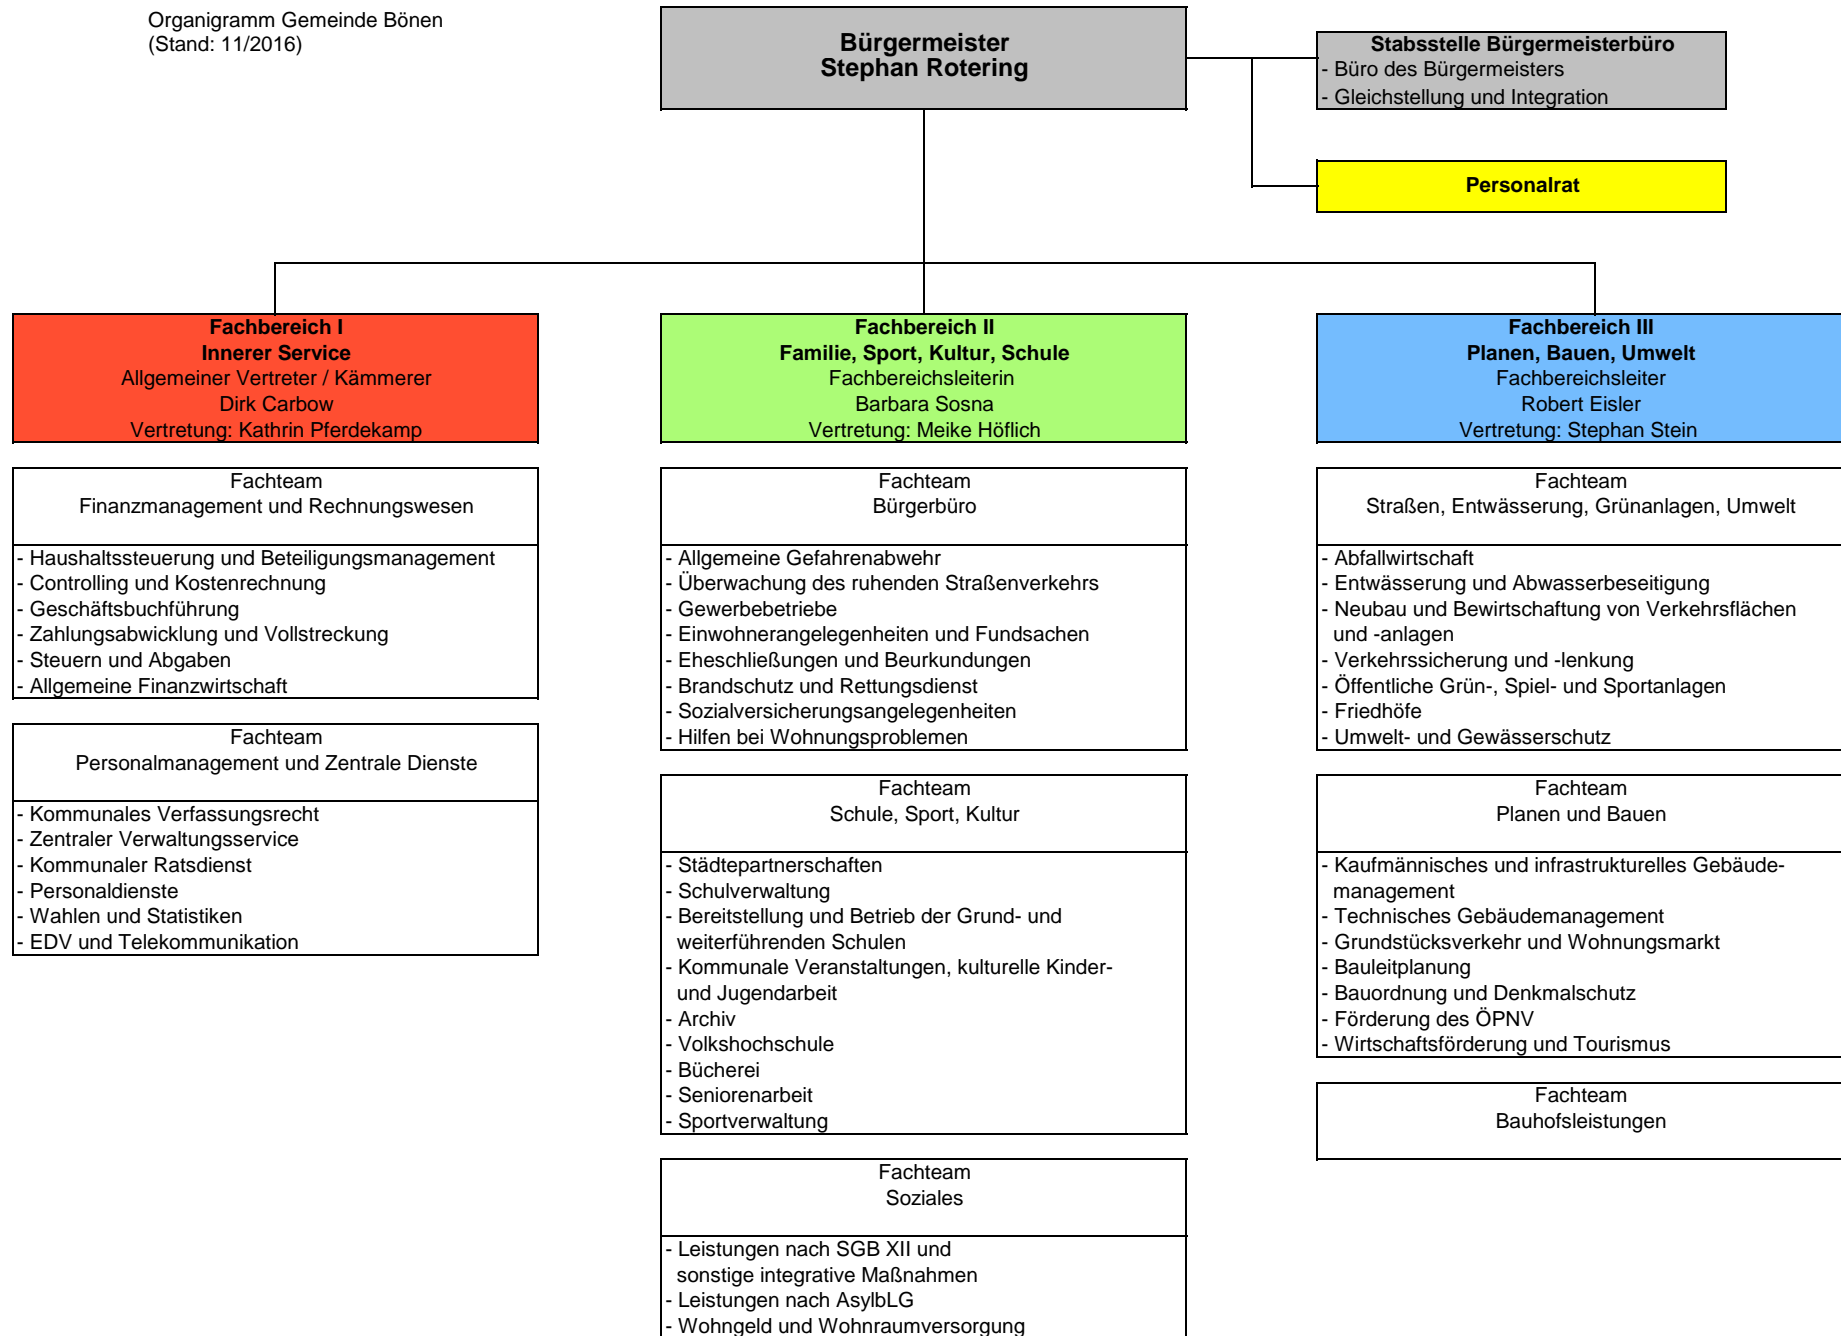 Organigramm Gemeinde Bönen
(Stand: 11/2016)
Bürgermeister
Stephan Rotering
Stabsstelle Bürgermeisterbüro
- Büro des Bürgermeisters
- Gleichstellung und Integration
Personalrat
Fachbereich I
Innerer Service
Allgemeiner Vertreter / Kämmerer
Dirk Carbow
Vertretung: Kathrin Pferdekamp
Fachteam
Finanzmanagement und Rechnungswesen
- Haushaltssteuerung und Beteiligungsmanagement
- Controlling und Kostenrechnung
- Geschäftsbuchführung
- Zahlungsabwicklung und Vollstreckung
- Steuern und Abgaben
- Allgemeine Finanzwirtschaft
Fachteam
Personalmanagement und Zentrale Dienste
- Kommunales Verfassungsrecht
- Zentraler Verwaltungsservice
- Kommunaler Ratsdienst
- Personaldienste
- Wahlen und Statistiken
- EDV und Telekommunikation
Fachbereich II
Familie, Sport, Kultur, Schule
Fachbereichsleiterin
Barbara Sosna
Vertretung: Meike Höflich
Fachteam
Bürgerbüro
- Allgemeine Gefahrenabwehr
- Überwachung des ruhenden Straßenverkehrs
- Gewerbebetriebe
- Einwohnerangelegenheiten und Fundsachen
- Eheschließungen und Beurkundungen
- Brandschutz und Rettungsdienst
- Sozialversicherungsangelegenheiten
- Hilfen bei Wohnungsproblemen
Fachteam
Schule, Sport, Kultur
- Städtepartnerschaften
- Schulverwaltung
- Bereitstellung und Betrieb der Grund- und
weiterführenden Schulen
- Kommunale Veranstaltungen, kulturelle Kinder-
und Jugendarbeit
- Archiv
- Volkshochschule
- Bücherei
- Seniorenarbeit
- Sportverwaltung
Fachteam
Soziales
- Leistungen nach SGB XII und
sonstige integrative Maßnahmen
- Leistungen nach AsylbLG
- Wohngeld und Wohnraumversorgung
Fachbereich III
Planen, Bauen, Umwelt
Fachbereichsleiter
Robert Eisler
Vertretung: Stephan Stein
Fachteam
Straßen, Entwässerung, Grünanlagen, Umwelt
- Abfallwirtschaft
- Entwässerung und Abwasserbeseitigung
- Neubau und Bewirtschaftung von Verkehrsflächen
und -anlagen
- Verkehrssicherung und -lenkung
- Öffentliche Grün-, Spiel- und Sportanlagen
- Friedhöfe
- Umwelt- und Gewässerschutz
Fachteam
Planen und Bauen
- Kaufmännisches und infrastrukturelles Gebäude-
management
- Technisches Gebäudemanagement
- Grundstücksverkehr und Wohnungsmarkt
- Bauleitplanung
- Bauordnung und Denkmalschutz
- Förderung des ÖPNV
- Wirtschaftsförderung und Tourismus
Fachteam
Bauhofsleistungen